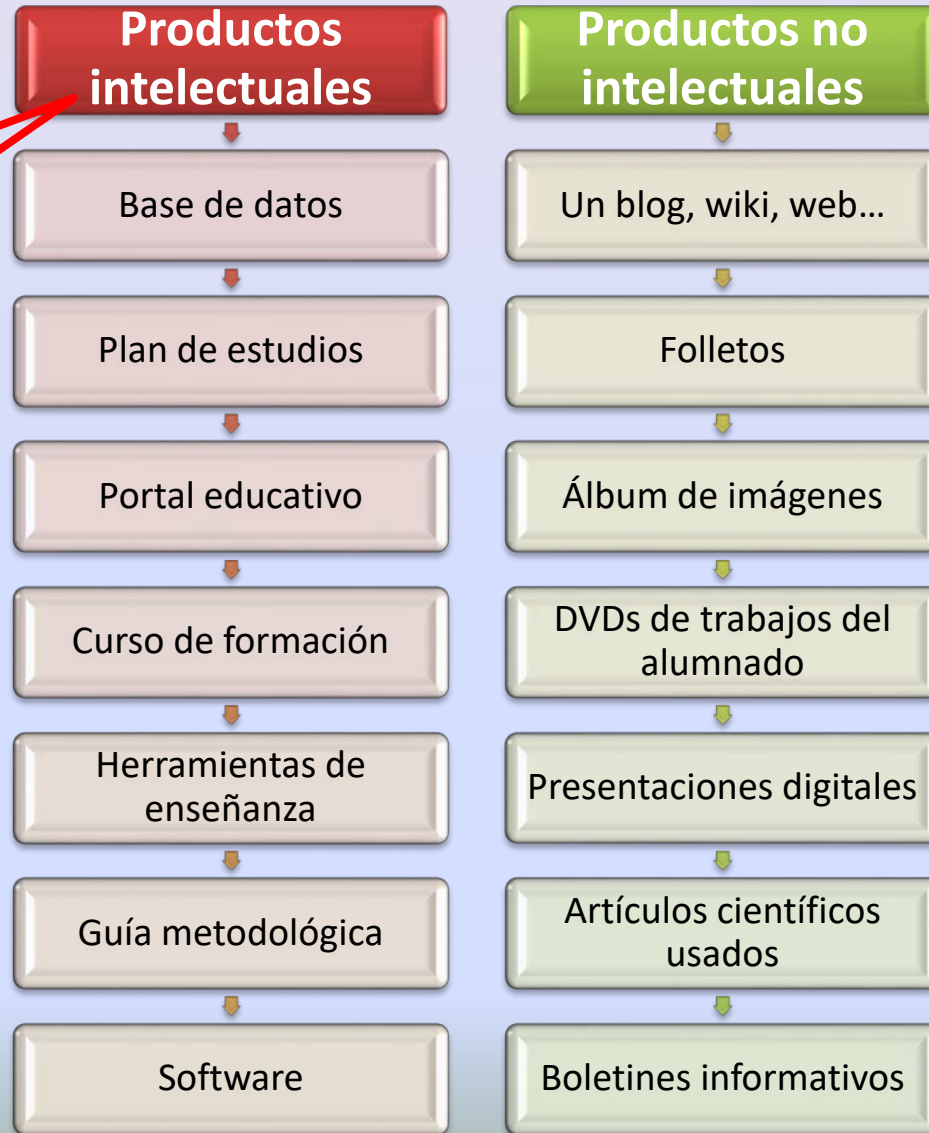 Productos
intelectuales
Base de datos
Plan de estudios
Portal educativo
Curso de formación
Herramientas de
enseñanza
Guía metodológica
Software
Productos no
intelectuales
Un blog, wiki, web…
Folletos
Álbum de imágenes
DVDs de trabajos del
alumnado
Presentaciones digitales
Artículos científicos
usados
Boletines informativos